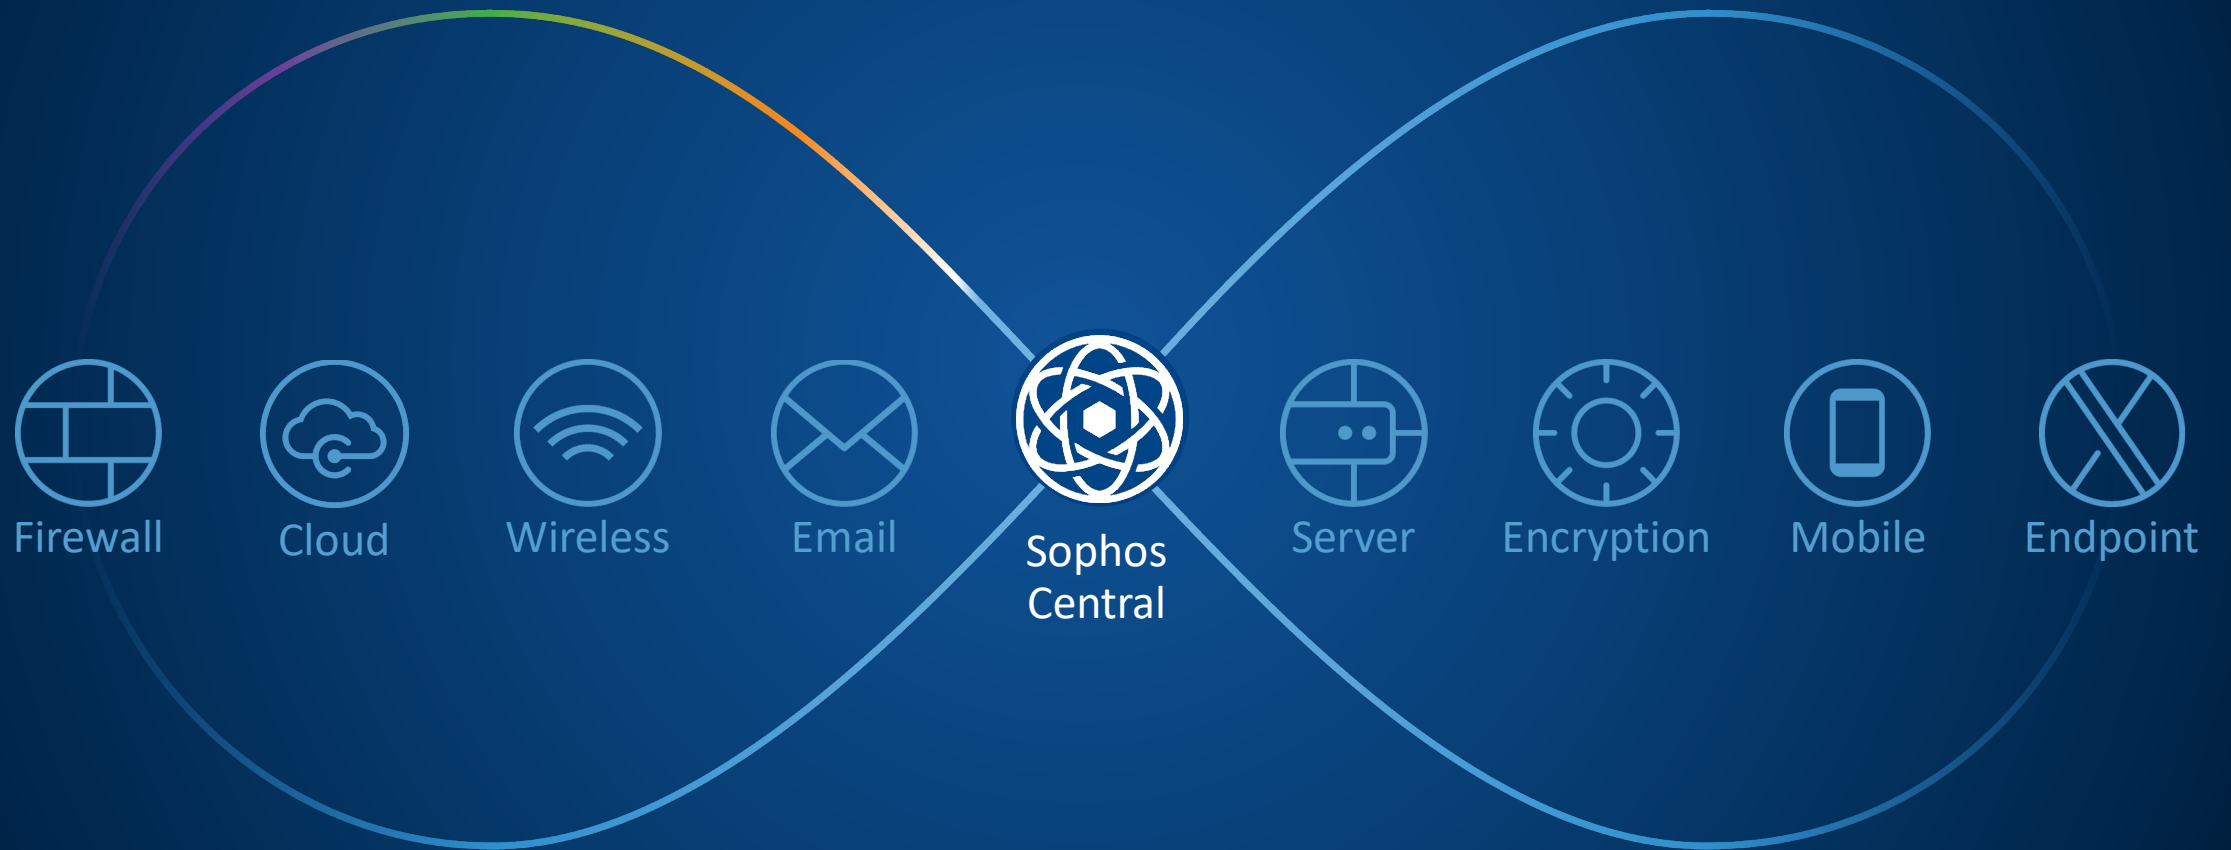 Firewall
Cloud
Wireless
Email
Sophos
Central
Server
Encryption
Mobile
Endpoint